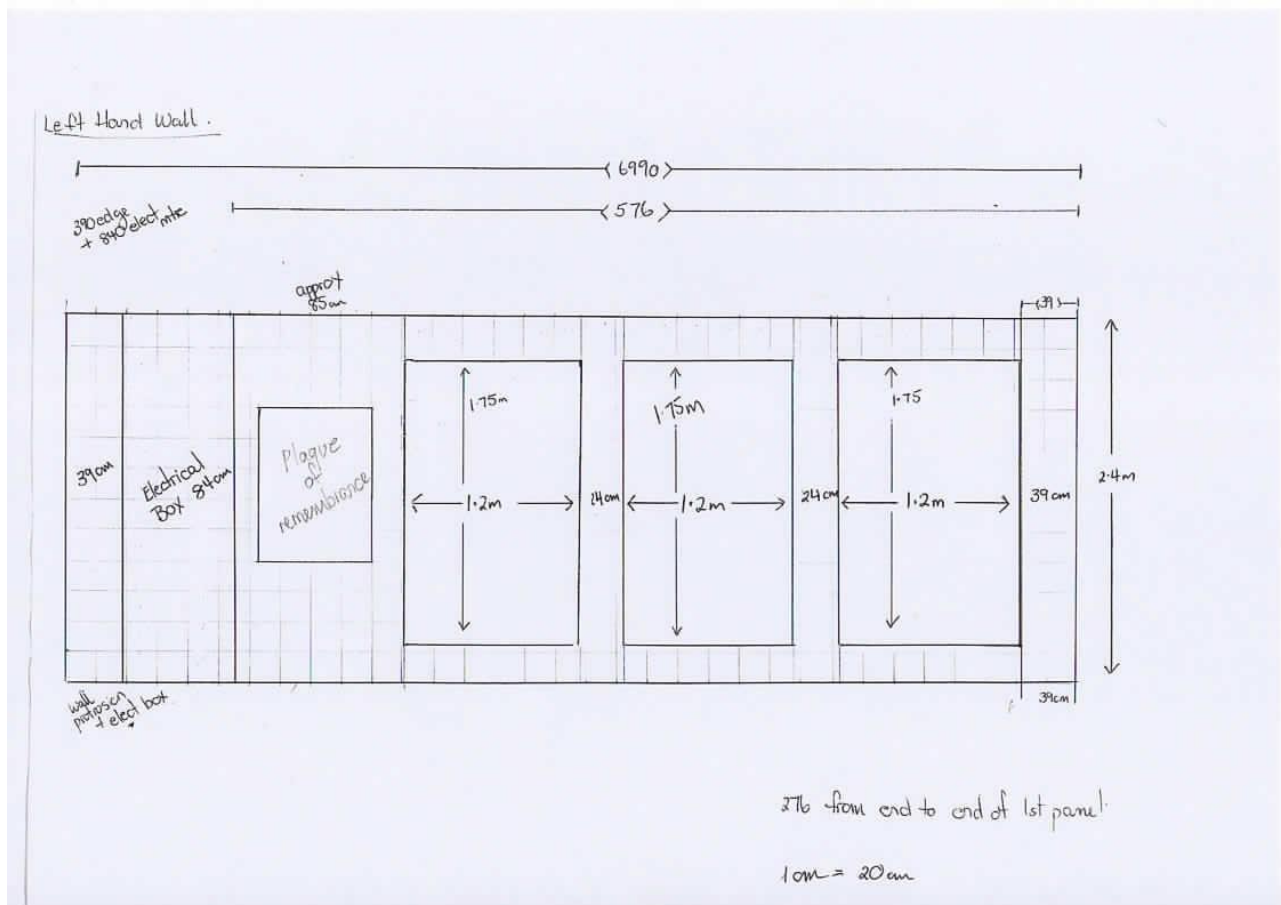 Left Hand Wall.
6990
390 edge
+ 840 elect
576
approx
85cm
39
1.75m
1.75m
1.75
39cm
Electrical
Box 84cm
Plaque
of
remembrance
1.2m
24cm
1.2m
24cm
1.2m
39cm
2.4m
wall
protrusion
+ elect box
39cm
276 from end to end of 1st panel.
1cm = 20cm